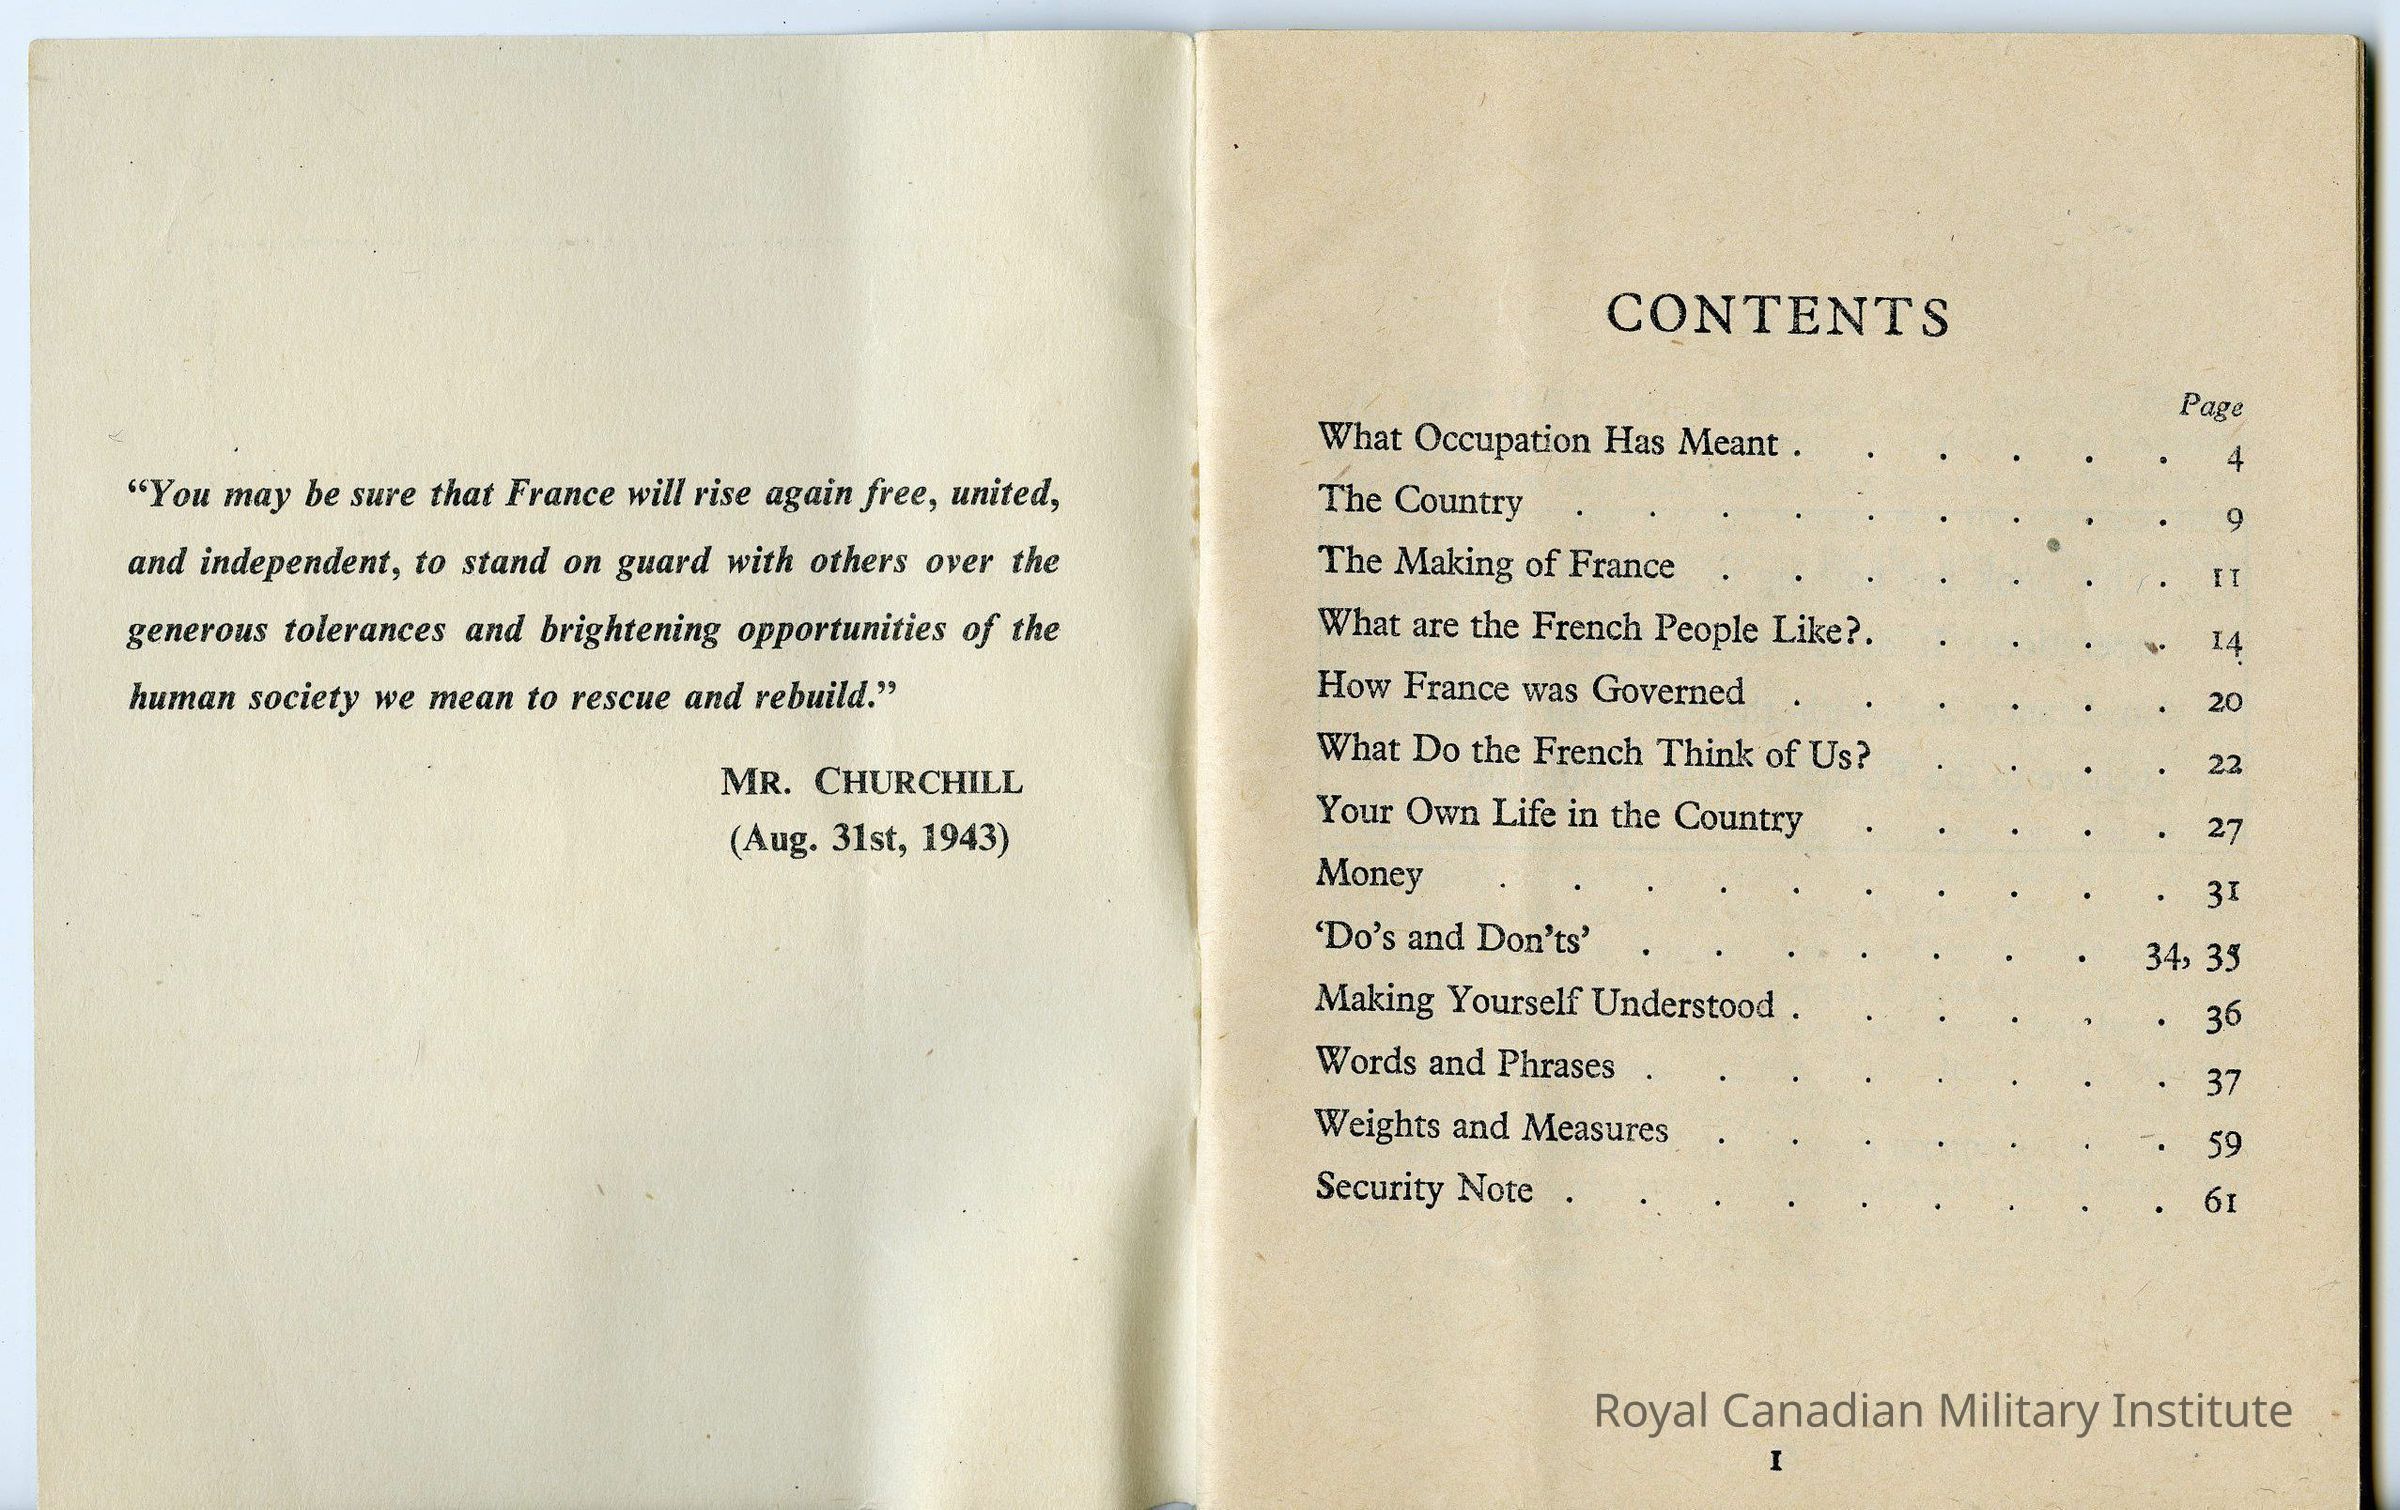 “You may be sure that France will rise again free, united,
and independent, to stand on guard with others over the
generous tolerances and brightening opportunities of the
human society we mean to rescue and rebuild.”
MR. CHURCHILL
(Aug. 31st, 1943)
CONTENTS
Page
What Occupation Has Meant . . . . . . 4
The Country . . . . . . . . . 9
The Making of France . . . . . . . 11
What are the French People Like?. . . . . 14
How France was Governed . . . . . . 20
What Do the French Think of Us? . . . . 22
Your Own Life in the Country . . . . . 27
Money . . . . . . . . . . 31
‘Do’s and Don’ts’ . . . . . . . 34, 35
Making Yourself Understood . . . . . . 36
Words and Phrases . . . . . . . . 37
Weights and Measures . . . . . . . 59
Security Note . . . . . . . . . 61
Royal Canadian Military Institute
1